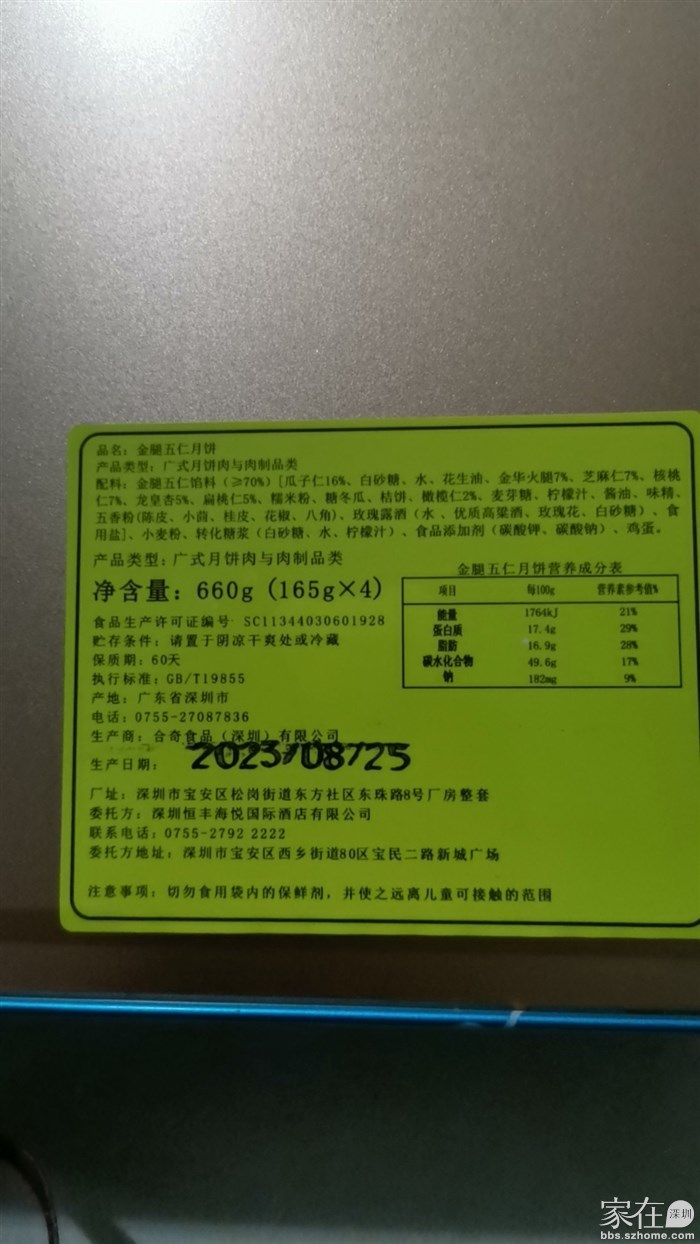 品名：金腿五仁月饼
产品类型：广式月饼肉与肉制品类
配料：金腿五仁馅料（≥70%）[瓜子仁16%、白砂糖、水、花生油、金华火腿7%、芝麻仁7%、核桃
仁7%、龙皇杏5%、扁桃仁5%、糯米粉、糖冬瓜、桔饼、橄榄仁2%、麦芽糖、柠檬汁、酱油、味精、
五香粉(陈皮、小茴、桂皮、花椒、八角)、玫瑰露酒（水、优质高粱酒、玫瑰花、白砂糖）、食
用盐]、小麦粉、转化糖浆（白砂糖、水、柠檬汁）、食品添加剂（碳酸钾、碳酸钠）、鸡蛋。
产品类型：广式月饼肉与肉制品类
净含量：660g (165g×4)
食品生产许可证编号：SC11344030601928
贮存条件：请置于阴凉干爽处或冷藏
保质期：60天
执行标准：GB/T19855
产地：广东省深圳市
电话：0755-27087836
生产商：合奇食品（深圳）有限公司
生产日期：2023/08/25
金腿五仁月饼营养成分表
项目 每100g 营养素参考值%
能量 1764kJ 21%
蛋白质 17.4g 29%
脂肪 16.9g 28%
碳水化合物 49.6g 17%
钠 182mg 9%
厂址：深圳市宝安区松岗街道东方社区东珠路8号厂房整套
委托方：深圳恒丰海悦国际酒店有限公司
联系电话：0755-2792 2222
委托方地址：深圳市宝安区西乡街道80区宝民二路新城广场
注意事项：切勿食用袋内的保鲜剂，并使之远离儿童可接触的范围
家在 深圳
bbs.szhome.com